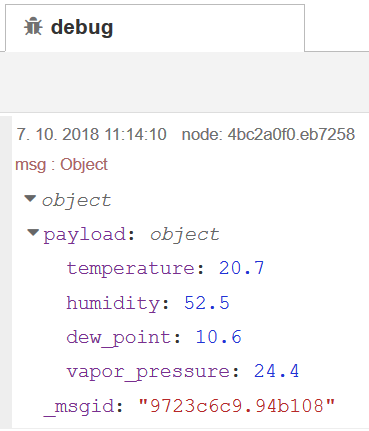 debug
7. 10. 2018 11:14:10 node: 4bc2a0f0.eb7258
msg : Object
object
payload: object
temperature: 20.7
humidity: 52.5
dew_point: 10.6
vapor_pressure: 24.4
_msgid: "9723c6c9.94b108"